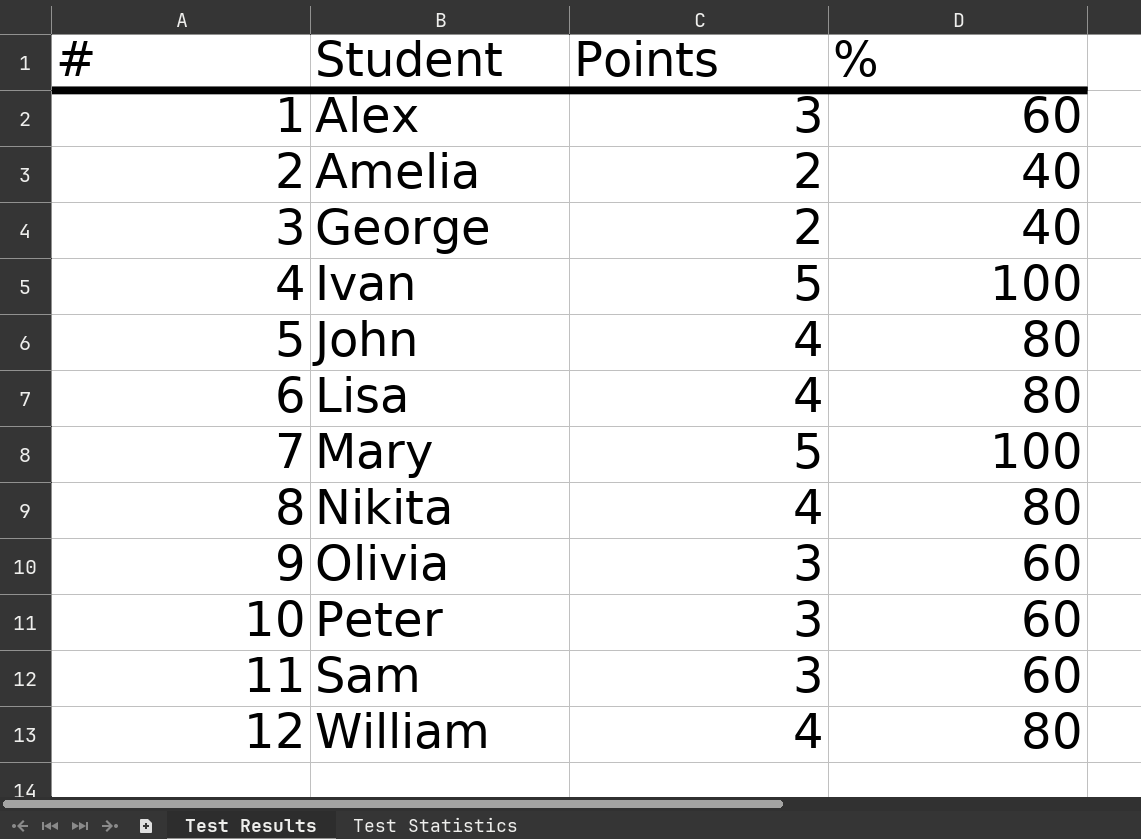 A B C D
1 # Student Points %
2 1 Alex 3 60
3 2 Amelia 2 40
4 3 George 2 40
5 4 Ivan 5 100
6 5 John 4 80
7 6 Lisa 4 80
8 7 Mary 5 100
9 8 Nikita 4 80
10 9 Olivia 3 60
11 10 Peter 3 60
12 11 Sam 3 60
13 12 William 4 80
14
Test Results Test Statistics